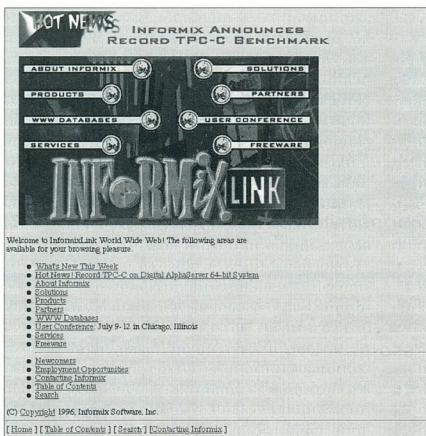 HOT NEWS
INFORMIX ANNOUNCES
RECORD TPC-C BENCHMARK
ABOUT INFORMIX
SOLUTIONS
PRODUCTS
PARTNERS
WWW DATABASES
USER CONFERENCE
SERVICES
FREEWARE
INFORMIX LINK
Welcome to InformixLink World Wide Web! The following areas are
available for your browsing pleasure.
What's New This Week
Hot News! Record TPC-C on Digital AlphaServer 64-bit System
About Informix
Solutions
Products
Partners
WWW Databases
User Conference: July 9-12 in Chicago, Illinois
Services
Freeware
Newcomers
Employment Opportunities
Contacting Informix
Table of Contents
Search
(C) Copyright 1996, Informix Software, Inc.
[ Home ] [ Table of Contents ] [ Search ] [Contacting Informix ]